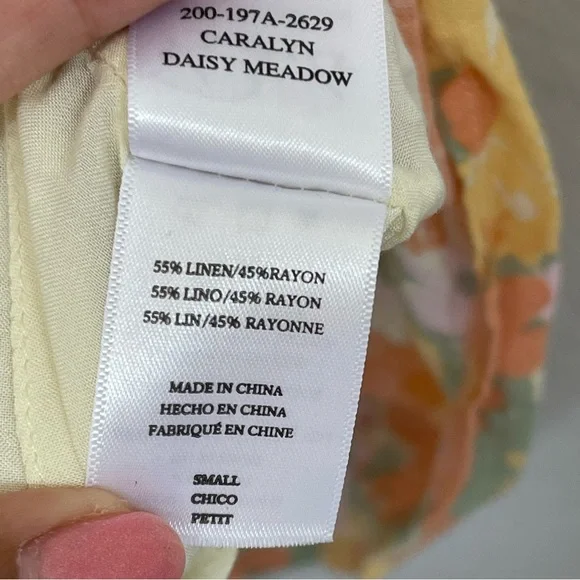 200-197A-2629
CARALYN
DAISY MEADOW
55% LINEN/45%RAYON
55% LINO/45% RAYON
55% LIN/45% RAYONNE
MADE IN CHINA
HECHO EN CHINA
FABRIQUÉ EN CHINE
SMALL
CHICO
PETIT